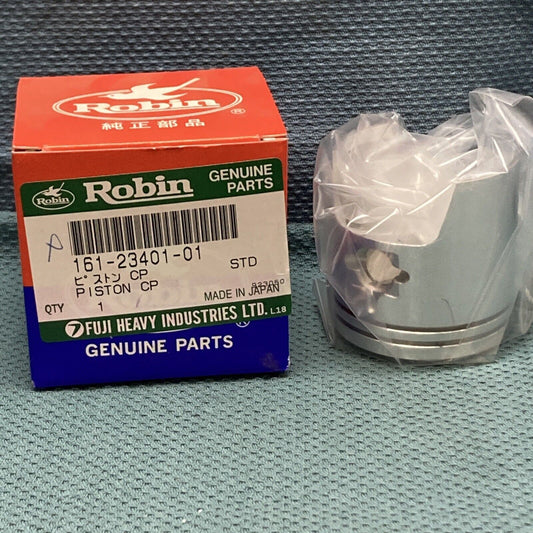 Robin ®
純正部品
Robin
Robin
GENUINE
PARTS
161-23401-01
STD
ピストン CP
PISTON CP
QTY 1
MADE IN JAPAN
FUJI HEAVY INDUSTRIES LTD. L18
GENUINE PARTS